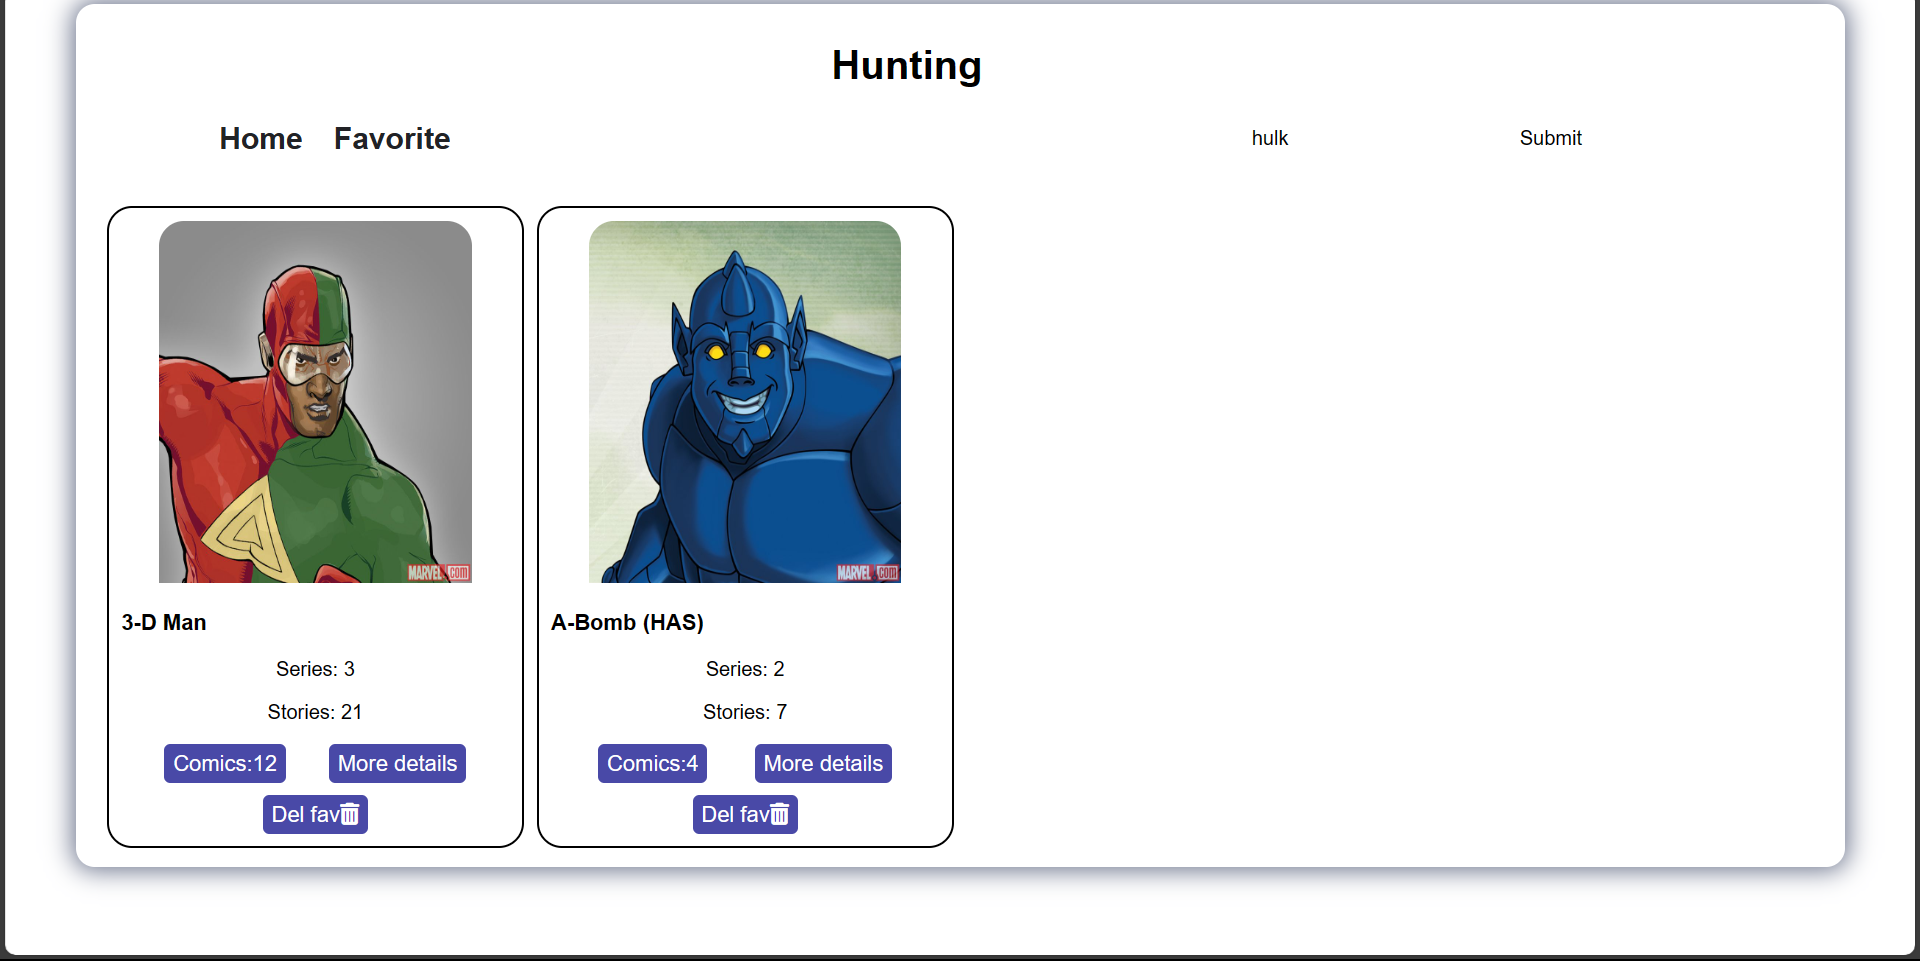 Hunting
Home Favorite hulk Submit
MARVEL.COM
MARVEL.COM
3-D Man
Series: 3
Stories: 21
Comics:12 More details
Del fav
A-Bomb (HAS)
Series: 2
Stories: 7
Comics:4 More details
Del fav